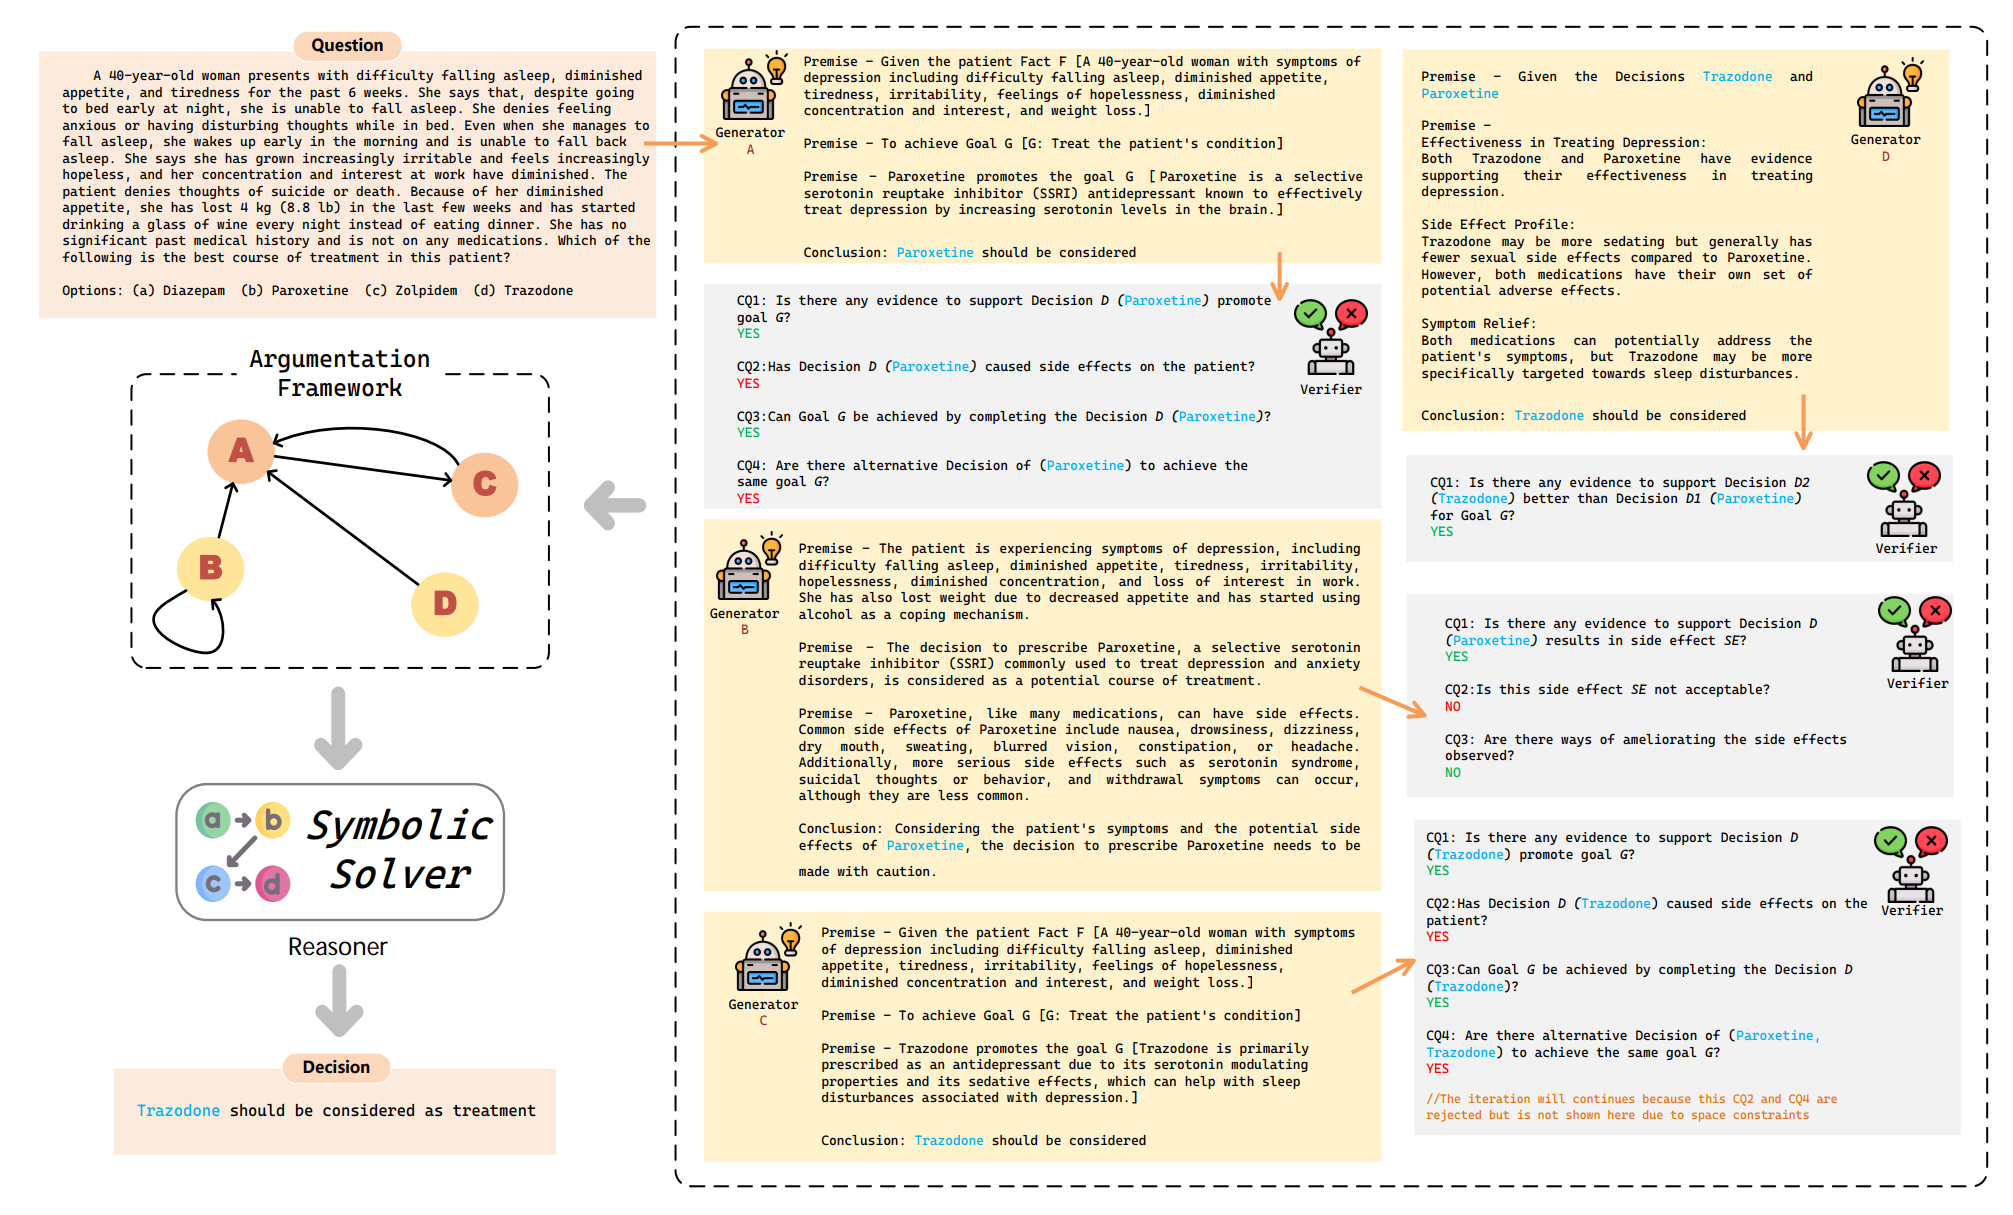 Question
A 40-year-old woman presents with difficulty falling asleep, diminished
appetite, and tiredness for the past 6 weeks. She says that, despite going
to bed early at night, she is unable to fall asleep. She denies feeling
anxious or having disturbing thoughts while in bed. Even when she manages to
fall asleep, she wakes up early in the morning and is unable to fall back
asleep. She says she has grown increasingly irritable and feels increasingly
hopeless, and her concentration and interest at work have diminished. The
patient denies thoughts of suicide or death. Because of her diminished
appetite, she has lost 4 kg (8.8 lb) in the last few weeks and has started
drinking a glass of wine every night instead of eating dinner. She has no
significant past medical history and is not on any medications. Which of the
following is the best course of treatment in this patient?
Options: (a) Diazepam (b) Paroxetine (c) Zolpidem (d) Trazodone
Argumentation
Framework
A
C
B
D
a
b
c
d
Symbolic
Solver
Reasoner
Decision
Trazodone should be considered as treatment
Generator
A
Premise – Given the patient Fact F [A 40-year-old woman with symptoms of
depression including difficulty falling asleep, diminished appetite,
tiredness, irritability, feelings of hopelessness, diminished
concentration and interest, and weight loss.]
Premise – To achieve Goal G [G: Treat the patient's condition]
Premise – Paroxetine promotes the goal G [Paroxetine is a selective
serotonin reuptake inhibitor (SSRI) antidepressant known to effectively
treat depression by increasing serotonin levels in the brain.]
Conclusion: Paroxetine should be considered
CQ1: Is there any evidence to support Decision D (Paroxetine) promote
goal G?
YES
CQ2:Has Decision D (Paroxetine) caused side effects on the patient?
YES
CQ3:Can Goal G be achieved by completing the Decision D (Paroxetine)?
YES
CQ4: Are there alternative Decision of (Paroxetine) to achieve the
same goal G?
YES
Verifier
Generator
B
Premise – The patient is experiencing symptoms of depression, including
difficulty falling asleep, diminished appetite, tiredness, irritability,
hopelessness, diminished concentration, and loss of interest in work.
She has also lost weight due to decreased appetite and has started using
alcohol as a coping mechanism.
Premise – The decision to prescribe Paroxetine, a selective serotonin
reuptake inhibitor (SSRI) commonly used to treat depression and anxiety
disorders, is considered as a potential course of treatment.
Premise – Paroxetine, like many medications, can have side effects.
Common side effects of Paroxetine include nausea, drowsiness, dizziness,
dry mouth, sweating, blurred vision, constipation, or headache.
Additionally, more serious side effects such as serotonin syndrome,
suicidal thoughts or behavior, and withdrawal symptoms can occur,
although they are less common.
Conclusion: Considering the patient's symptoms and the potential side
effects of Paroxetine, the decision to prescribe Paroxetine needs to be
made with caution.
Generator
C
Premise – Given the patient Fact F [A 40-year-old woman with symptoms
of depression including difficulty falling asleep, diminished
appetite, tiredness, irritability, feelings of hopelessness,
diminished concentration and interest, and weight loss.]
Premise – To achieve Goal G [G: Treat the patient's condition]
Premise – Trazodone promotes the goal G [Trazodone is primarily
prescribed as an antidepressant due to its serotonin modulating
properties and its sedative effects, which can help with sleep
disturbances associated with depression.]
Conclusion: Trazodone should be considered
Premise – Given the Decisions Trazodone and
Paroxetine
Premise –
Effectiveness in Treating Depression:
Both Trazodone and Paroxetine have evidence
supporting their effectiveness in treating
depression.
Side Effect Profile:
Trazodone may be more sedating but generally has
fewer sexual side effects compared to Paroxetine.
However, both medications have their own set of
potential adverse effects.
Symptom Relief:
Both medications can potentially address the
patient's symptoms, but Trazodone may be more
specifically targeted towards sleep disturbances.
Conclusion: Trazodone should be considered
Generator
D
CQ1: Is there any evidence to support Decision D2
(Trazodone) better than Decision D1 (Paroxetine)
for Goal G?
YES
Verifier
CQ1: Is there any evidence to support Decision D
(Paroxetine) results in side effect SE?
YES
CQ2:Is this side effect SE not acceptable?
NO
CQ3: Are there ways of ameliorating the side effects
observed?
NO
Verifier
CQ1: Is there any evidence to support Decision D
(Trazodone) promote goal G?
YES
CQ2:Has Decision D (Trazodone) caused side effects on the
patient?
YES
CQ3:Can Goal G be achieved by completing the Decision D
(Trazodone)?
YES
CQ4: Are there alternative Decision of (Paroxetine,
Trazodone) to achieve the same goal G?
YES
//The iteration will continues because this CQ2 and CQ4 are
rejected but is not shown here due to space constraints
Verifier